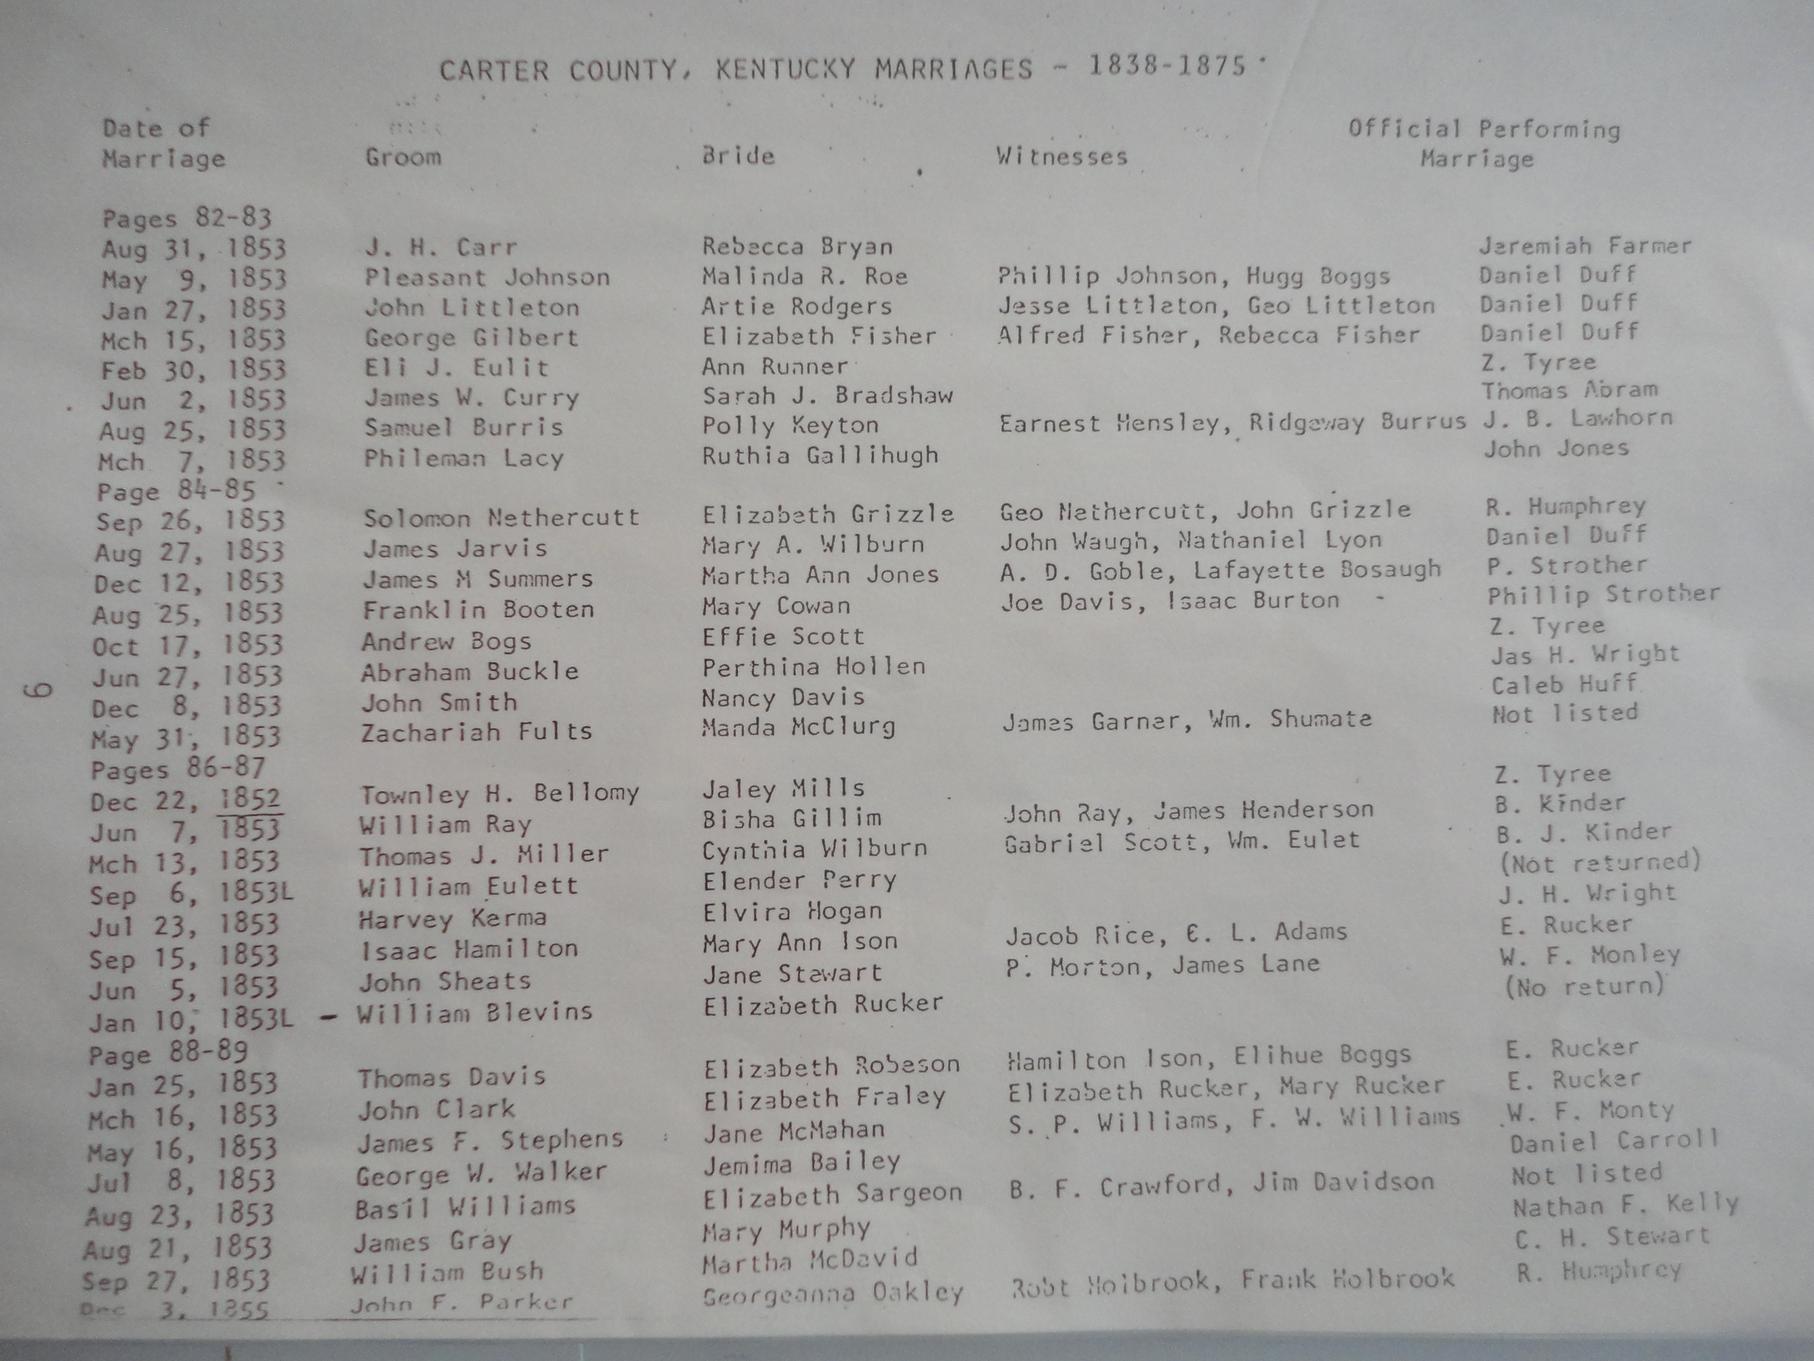 CARTER COUNTY, KENTUCKY MARRIAGES - 1838-1875
Date of Official Performing
Marriage Groom Bride Witnesses Marriage
Pages 82-83
Aug 31, 1853 J. H. Carr Rebecca Bryan Jeremiah Farmer
May 9, 1853 Pleasant Johnson Malinda R. Roe Phillip Johnson, Hugg Boggs Daniel Duff
Jan 27, 1853 John Littleton Artie Rodgers Jesse Littleton, Geo Littleton Daniel Duff
Mch 15, 1853 George Gilbert Elizabeth Fisher Alfred Fisher, Rebecca Fisher Daniel Duff
Feb 30, 1853 Eli J. Eulit Ann Runner Z. Tyree
Jun 2, 1853 James W. Curry Sarah J. Bradshaw Thomas Abram
Aug 25, 1853 Samuel Burris Polly Keyton Earnest Hensley, Ridgeway Burrus J. B. Lawhorn
Mch 7, 1853 Phileman Lacy Ruthia Gallihugh John Jones
Page 84-85
Sep 26, 1853 Solomon Nethercutt Elizabeth Grizzle Geo Nethercutt, John Grizzle R. Humphrey
Aug 27, 1853 James Jarvis Mary A. Wilburn John Waugh, Nathaniel Lyon Daniel Duff
Dec 12, 1853 James M Summers Martha Ann Jones A. D. Goble, Lafayette Bosaugh P. Strother
Aug 25, 1853 Franklin Booten Mary Cowan Joe Davis, Isaac Burton Phillip Strother
Oct 17, 1853 Andrew Bogs Effie Scott Z. Tyree
Jun 27, 1853 Abraham Buckle Perthina Hollen Jas H. Wright
Dec 8, 1853 John Smith Nancy Davis Caleb Huff
May 31, 1853 Zachariah Fults Manda McClurg James Garner, Wm. Shumate Not listed
Pages 86-87
Dec 22, 1852 Townley H. Bellomy Jaley Mills Z. Tyree
Jun 7, 1853 William Ray Bisha Gillim John Ray, James Henderson B. Kinder
Mch 13, 1853 Thomas J. Miller Cynthia Wilburn Gabriel Scott, Wm. Eulet B. J. Kinder
Sep 6, 1853L William Eulett Elender Perry (Not returned)
Jul 23, 1853 Harvey Kerma Elvira Hogan J. H. Wright
Sep 15, 1853 Isaac Hamilton Mary Ann Ison Jacob Rice, E. L. Adams E. Rucker
Jun 5, 1853 John Sheats Jane Stewart P. Morton, James Lane W. F. Monley
Jan 10, 1853L - William Blevins Elizabeth Rucker (No return)
Page 88-89
Jan 25, 1853 Thomas Davis Elizabeth Robeson Hamilton Ison, Elihue Boggs E. Rucker
Mch 16, 1853 John Clark Elizabeth Fraley Elizabeth Rucker, Mary Rucker E. Rucker
May 16, 1853 James F. Stephens Jane McMahan S. P. Williams, F. W. Williams W. F. Monty
Jul 8, 1853 George W. Walker Jemima Bailey Daniel Carroll
Aug 23, 1853 Basil Williams Elizabeth Sargeon B. F. Crawford, Jim Davidson Not listed
Aug 21, 1853 James Gray Mary Murphy Nathan F. Kelly
Sep 27, 1853 William Bush Martha McDavid C. H. Stewart
Dec 3, 1855 John F. Parker Georgeanna Oakley Robt Holbrook, Frank Holbrook R. Humphrey
9